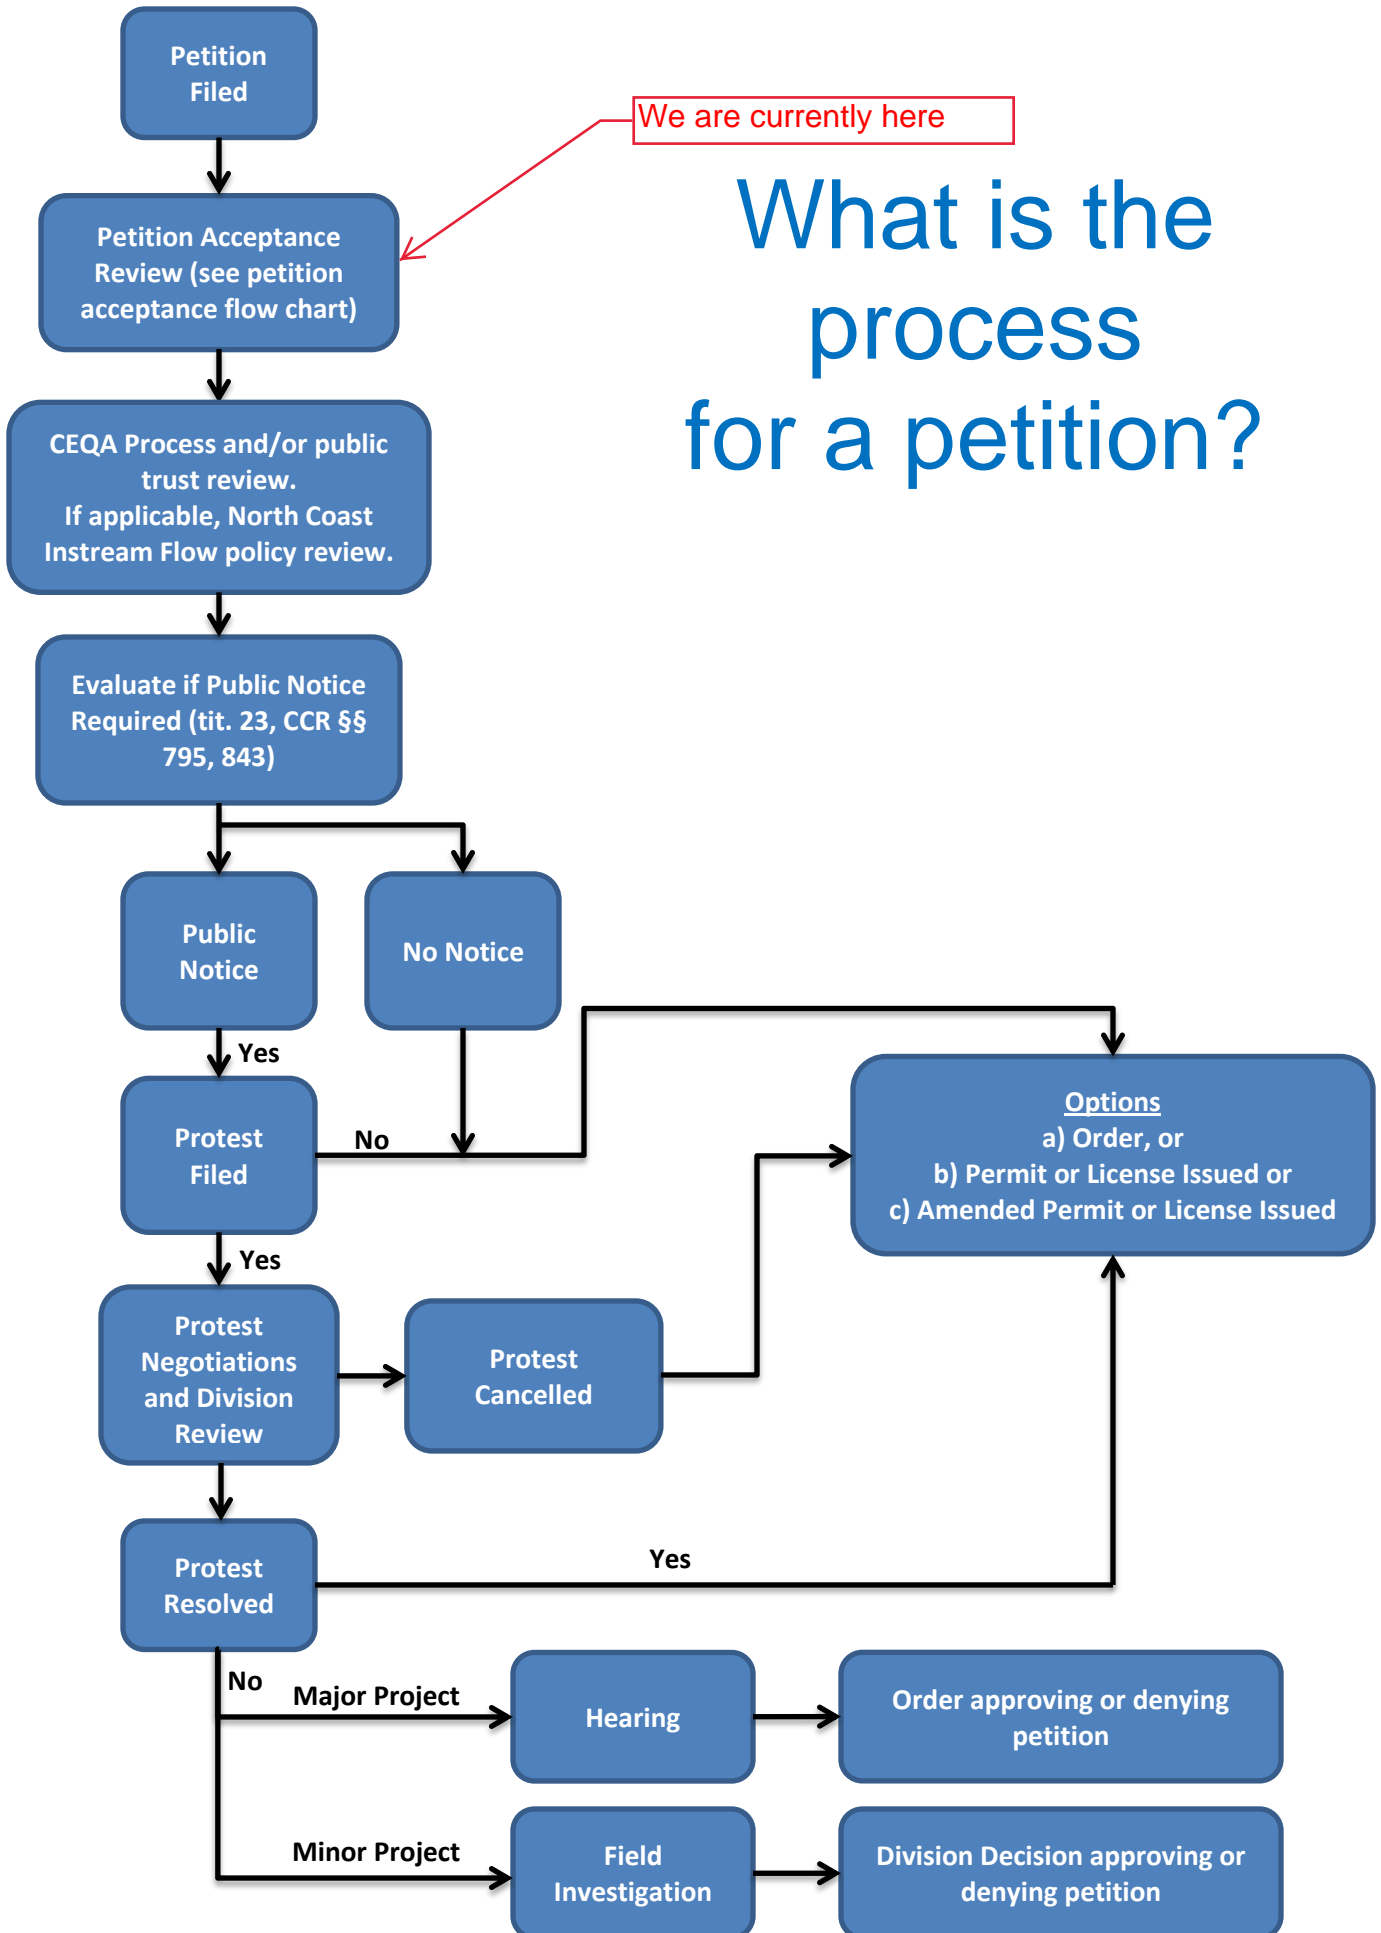 Petition
Filed
We are currently here
What is the
process
for a petition?
Petition Acceptance
Review (see petition
acceptance flow chart)
CEQA Process and/or public
trust review.
If applicable, North Coast
Instream Flow policy review.
Evaluate if Public Notice
Required (tit. 23, CCR §§
795, 843)
Public
Notice
No Notice
Yes
Protest
Filed
No
Options
a) Order, or
b) Permit or License Issued or
c) Amended Permit or License Issued
Yes
Protest
Negotiations
and Division
Review
Protest
Cancelled
Protest
Resolved
Yes
No
Major Project
Hearing
Order approving or denying
petition
Minor Project
Field
Investigation
Division Decision approving or
denying petition